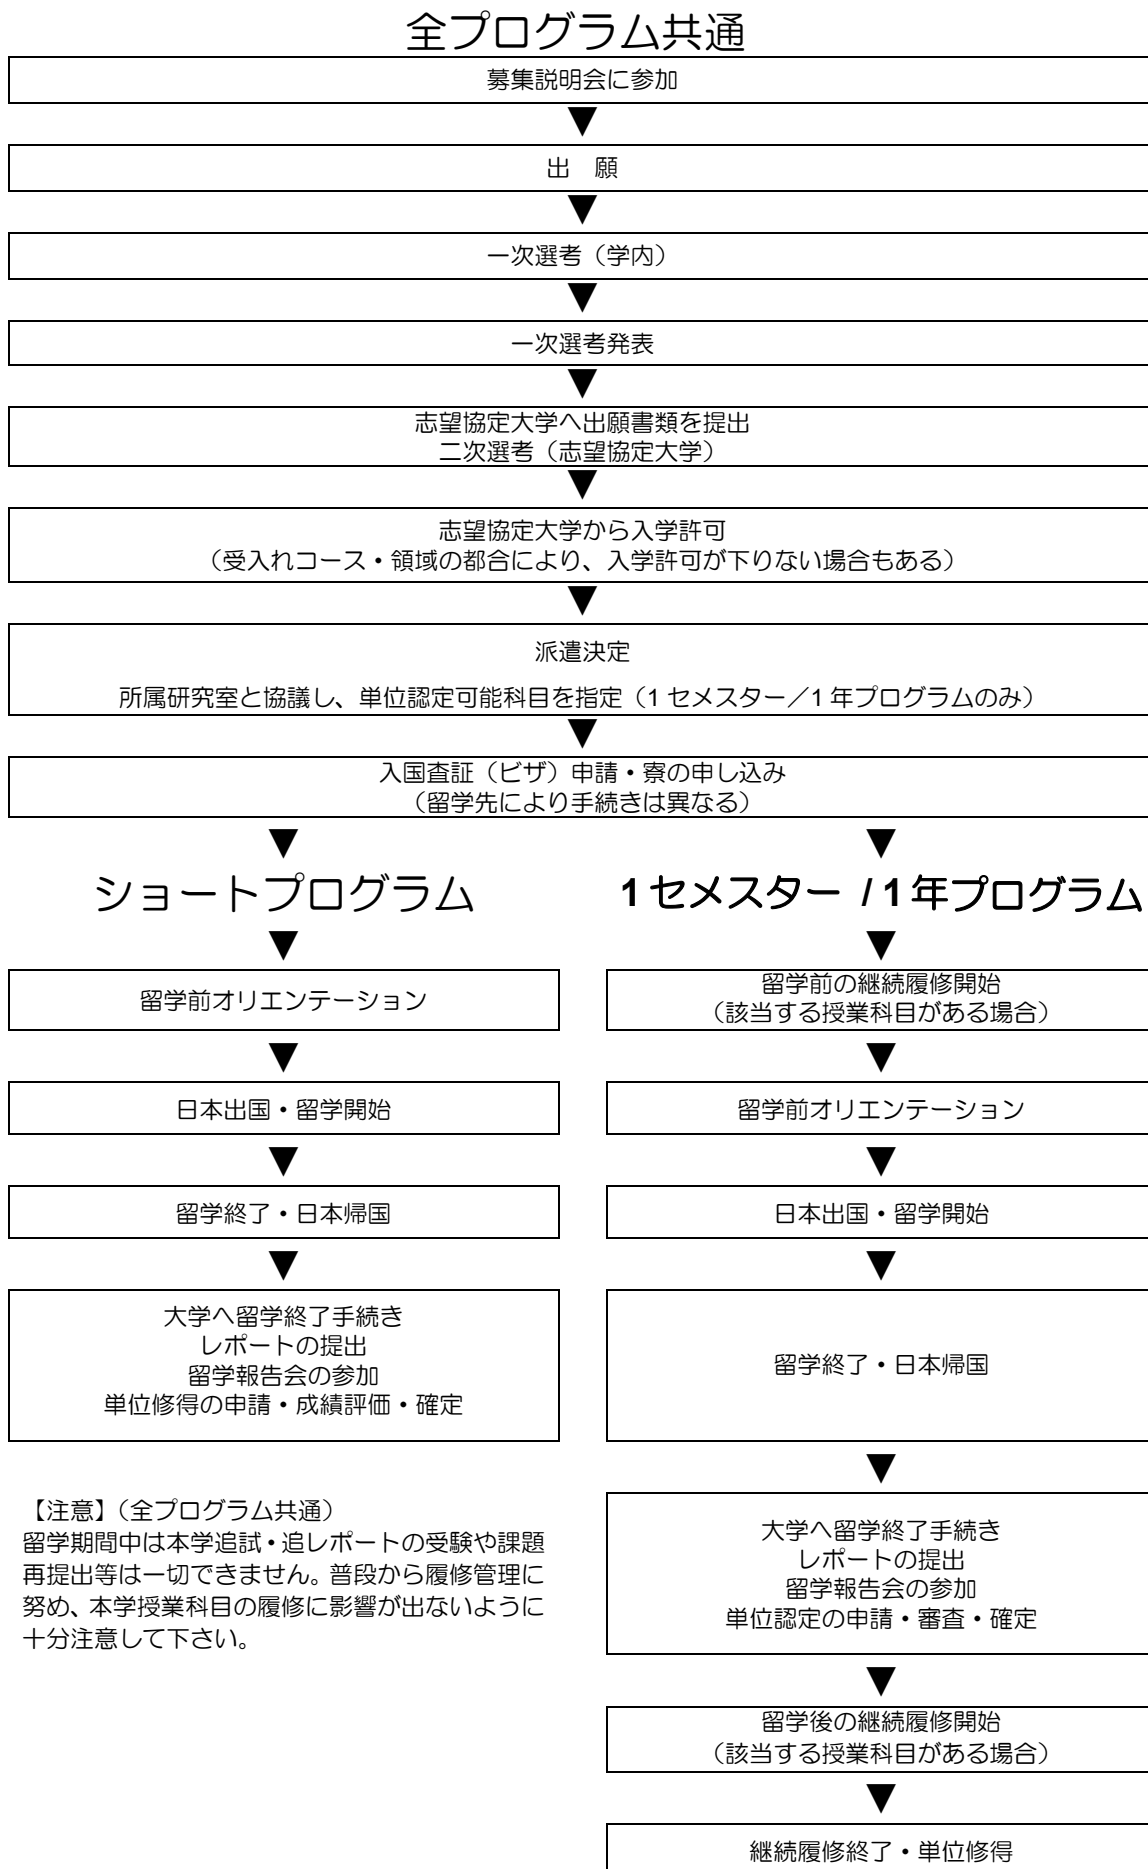 全プログラム共通
募集説明会に参加
▼
出　願
▼
一次選考（学内）
▼
一次選考発表
▼
志望協定大学へ出願書類を提出
二次選考（志望協定大学）
▼
志望協定大学から入学許可
（受入れコース・領域の都合により、入学許可が下りない場合もある）
▼
派遣決定
所属研究室と協議し、単位認定可能科目を指定（1 セメスター／1 年プログラムのみ）
▼
入国査証（ビザ）申請・寮の申し込み
（留学先により手続きは異なる）
▼
ショートプログラム
▼
留学前オリエンテーション
▼
日本出国・留学開始
▼
留学終了・日本帰国
▼
大学へ留学終了手続き
レポートの提出
留学報告会の参加
単位修得の申請・成績評価・確定
【注意】（全プログラム共通）
留学期間中は本学追試・追レポートの受験や課題
再提出等は一切できません。普段から履修管理に
努め、本学授業科目の履修に影響が出ないように
十分注意して下さい。
▼
1 セメスター / 1 年プログラム
▼
留学前の継続履修開始
（該当する授業科目がある場合）
▼
留学前オリエンテーション
▼
日本出国・留学開始
▼
留学終了・日本帰国
▼
大学へ留学終了手続き
レポートの提出
留学報告会の参加
単位認定の申請・審査・確定
▼
留学後の継続履修開始
（該当する授業科目がある場合）
▼
継続履修終了・単位修得